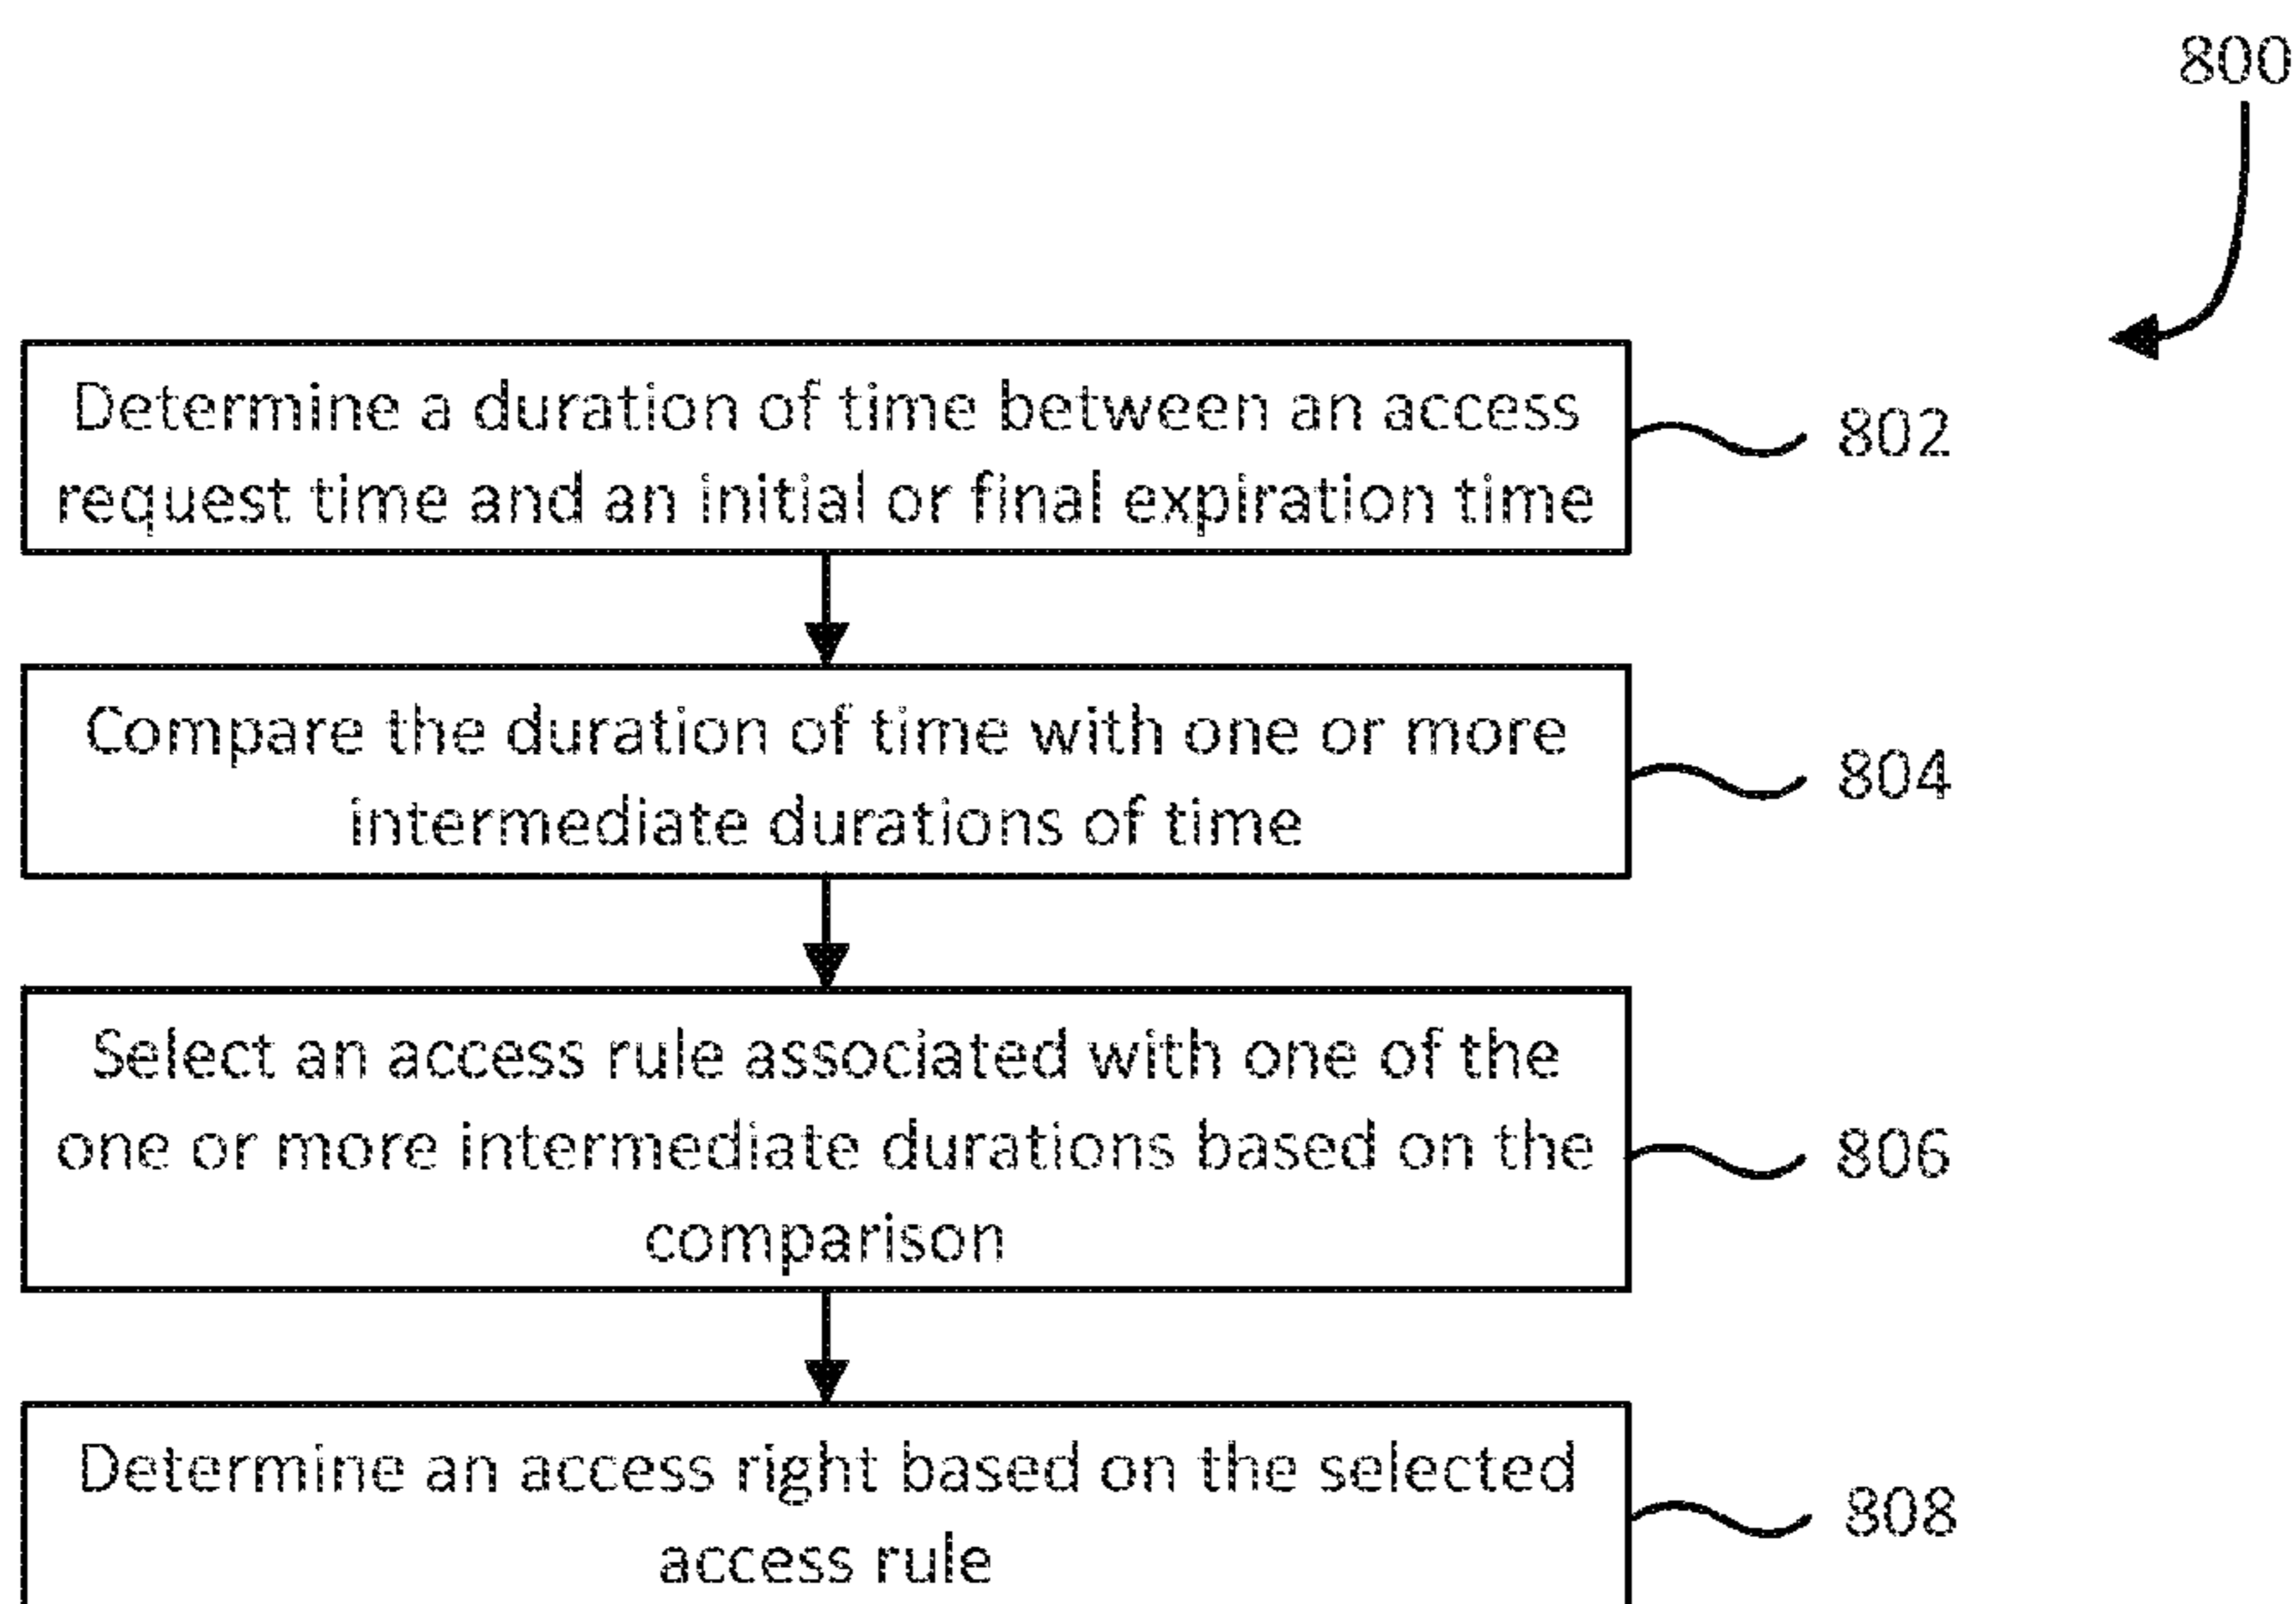 800
Determine a duration of time between an access
request time and an initial or final expiration time
802
Compare the duration of time with one or more
intermediate durations of time
804
Select an access rule associated with one of the
one or more intermediate durations based on the
comparison
806
Determine an access right based on the selected
access rule
808